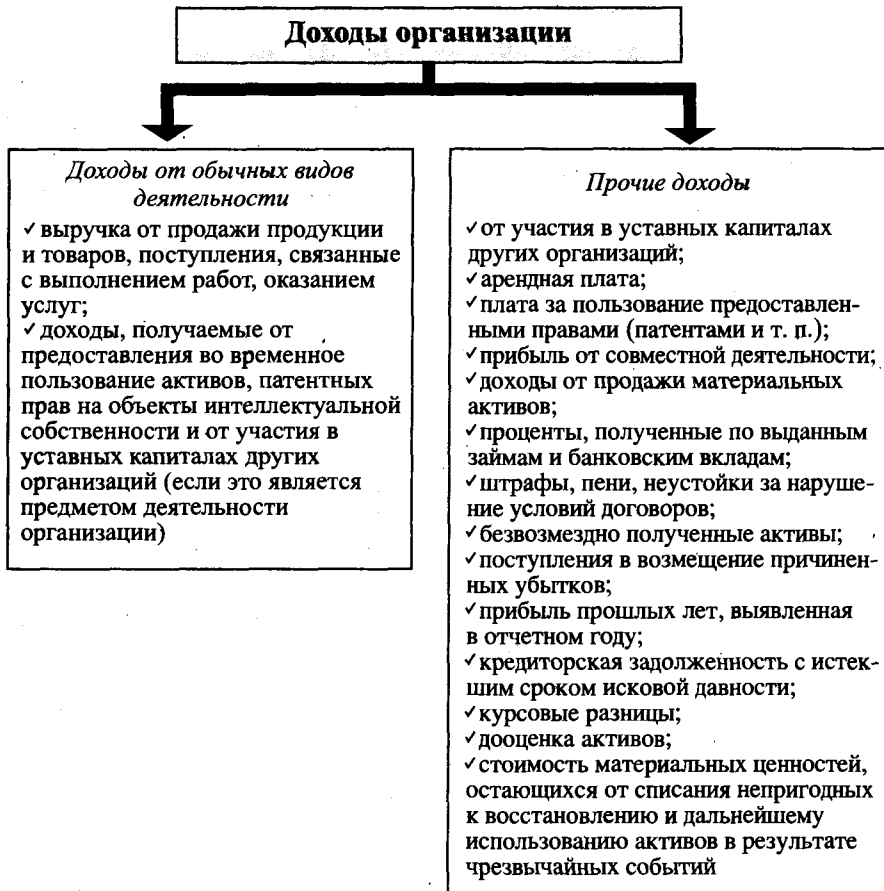 Доходы организации
Доходы от обычных видов
деятельности
✓ выручка от продажи продукции
и товаров, поступления, связанные
с выполнением работ, оказанием
услуг;
✓ доходы, получаемые от
предоставления во временное
пользование активов, патентных
прав на объекты интеллектуальной
собственности и от участия в
уставных капиталах других
организаций (если это является
предметом деятельности
организации)
Прочие доходы
✓ от участия в уставных капиталах
других организаций;
✓ арендная плата;
✓ плата за пользование предоставлен-
ными правами (патентами и т. п.);
✓ прибыль от совместной деятельности;
✓ доходы от продажи материальных
активов;
✓ проценты, полученные по выданным
займам и банковским вкладам;
✓ штрафы, пени, неустойки за наруше-
ние условий договоров;
✓ безвозмездно полученные активы;
✓ поступления в возмещение причинен-
ных убытков;
✓ прибыль прошлых лет, выявленная
в отчетном году;
✓ кредиторская задолженность с истек-
шим сроком исковой давности;
✓ курсовые разницы;
✓ дооценка активов;
✓ стоимость материальных ценностей,
остающихся от списания непригодных
к восстановлению и дальнейшему
использованию активов в результате
чрезвычайных событий